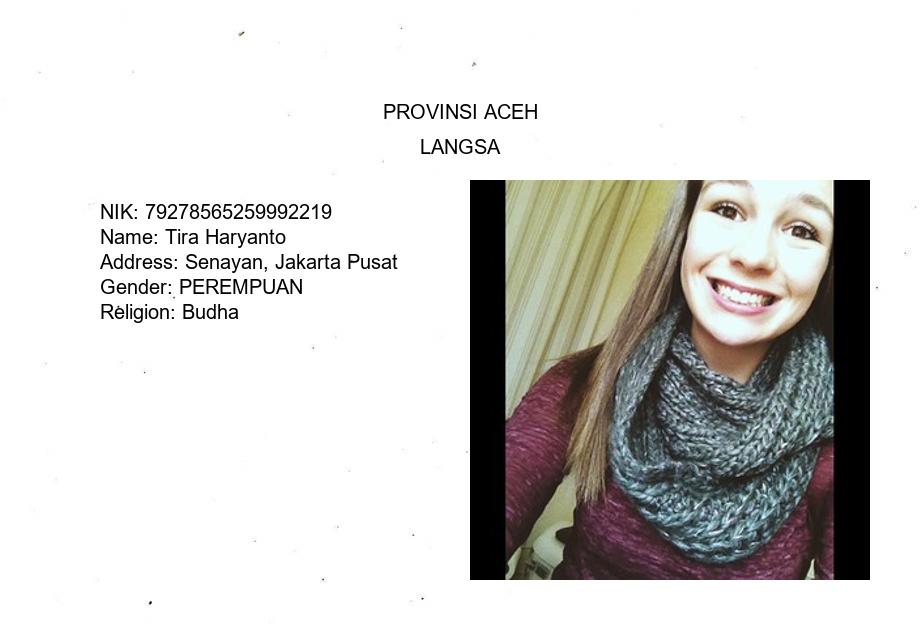 PROVINSI ACEH
LANGSA
NIK: 79278565259992219
Name: Tira Haryanto
Address: Senayan, Jakarta Pusat
Gender: PEREMPUAN
Religion: Budha